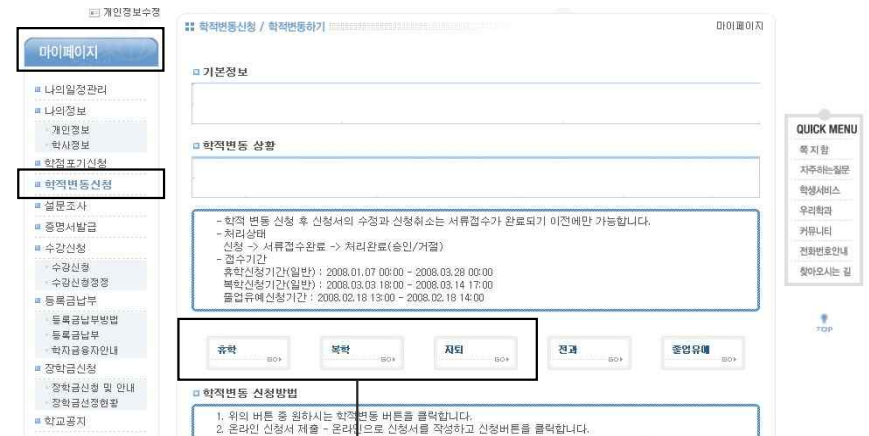 개인정보수정
학적변동신청 / 학적변동하기
마이페이지
마이페이지
나의일정관리
나의정보
개인정보
학사정보
학점포기신청
학적변동신청
설문조사
증명서발급
수강신청
수강신청
수강신청정정
등록금납부
등록금납부방법
등록금납부
학자금융자안내
장학금신청
장학금신청 및 안내
장학금선정현황
학교공지
기본정보
학적변동 상황
- 학적 변동 신청 후 신청서의 수정과 신청취소는 서류접수가 완료되기 이전에만 가능합니다.
- 처리상태
신청 -> 서류접수완료 -> 처리완료(승인/거절)
- 접수기간
휴학신청기간(일반) : 2008.01.07 00:00 - 2008.03.28 00:00
복학신청기간(일반) : 2008.03.03 18:00 - 2008.03.14 17:00
졸업유예신청기간 : 2008.02.18 13:00 - 2008.02.18 14:00
휴학 GO
복학 GO
자퇴 GO
전과 GO
졸업유예 GO
학적변동 신청방법
1. 위의 버튼 중 원하시는 학적변동 버튼을 클릭합니다.
2. 온라인 신청서 제출 - 온라인으로 신청서를 작성하고 신청버튼을 클릭합니다.
QUICK MENU
쪽지함
자주하는질문
학생서비스
우리학과
커뮤니티
전화번호안내
찾아오시는 길
TOP